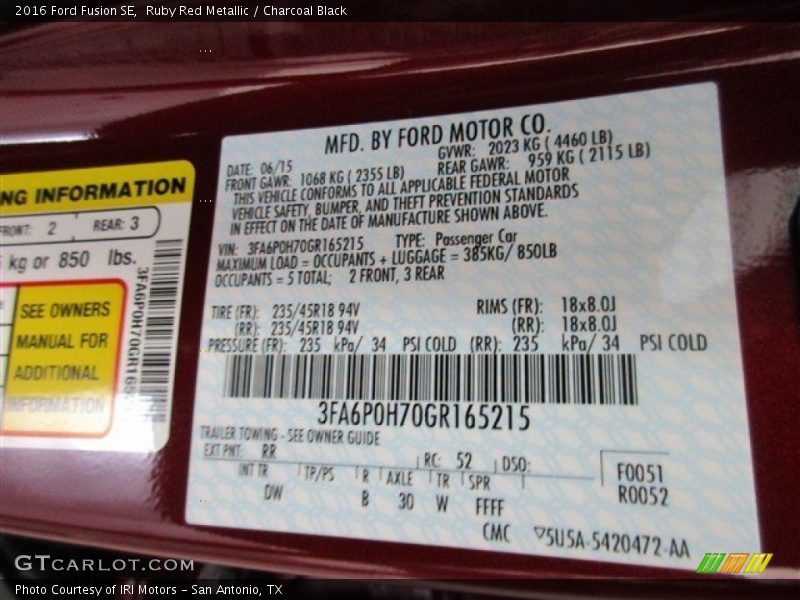 2016 Ford Fusion SE,  Ruby Red Metallic / Charcoal Black
NG INFORMATION
FRONT: 2  REAR: 3
kg or 850 lbs.
SEE OWNERS
MANUAL FOR
ADDITIONAL
INFORMATION
3FA6P0H70GR165
MFD. BY FORD MOTOR CO.
DATE: 06/15  GVWR: 2023 KG ( 4460 LB)
FRONT GAWR: 1068 KG ( 2355 LB)  REAR GAWR: 959 KG ( 2115 LB)
THIS VEHICLE CONFORMS TO ALL APPLICABLE FEDERAL MOTOR
VEHICLE SAFETY, BUMPER, AND THEFT PREVENTION STANDARDS
IN EFFECT ON THE DATE OF MANUFACTURE SHOWN ABOVE.
VIN: 3FA6P0H70GR165215  TYPE: Passenger Car
MAXIMUM LOAD = OCCUPANTS + LUGGAGE = 385KG/ 850LB
OCCUPANTS = 5 TOTAL; 2 FRONT, 3 REAR
TIRE (FR): 235/45R18 94V  RIMS (FR): 18x8.0J
(RR): 235/45R18 94V  (RR): 18x8.0J
PRESSURE (FR): 235 kPa/ 34 PSI COLD (RR): 235 kPa/ 34 PSI COLD
3FA6P0H70GR165215
TRAILER TOWING - SEE OWNER GUIDE
EXT PNT: RR  RC: 52  DSO:
INT TR  TP/PS  R  AXLE  TR  SPR  F0051
DW  B  30  W  FFFF  R0052
CMC  5U5A-5420472-AA
GTCARLOT.COM
Photo Courtesy of IRI Motors – San Antonio, TX